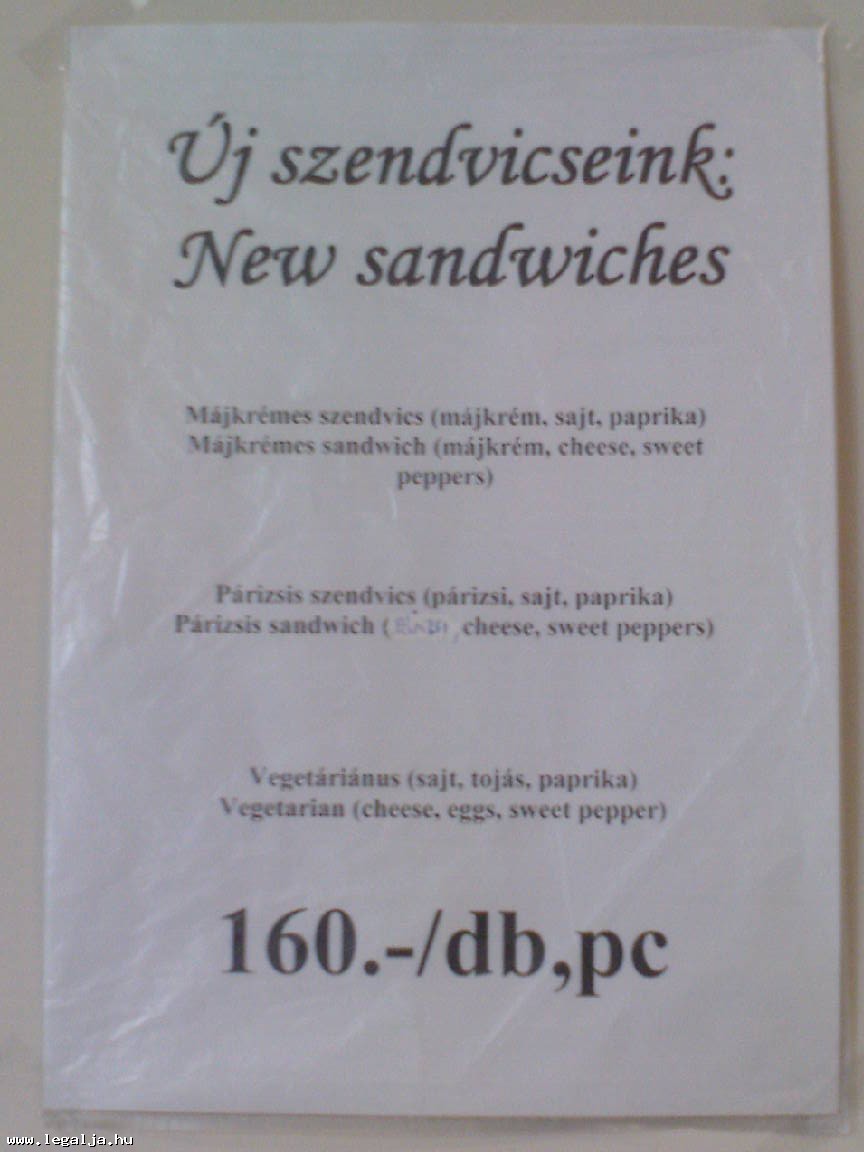 Új szendvicseink:
New sandwiches
Májkrémes szendvics (májkrém, sajt, paprika)
Májkrémes sandwich (májkrém, cheese, sweet
peppers)
Párizsis szendvics (párizsi, sajt, paprika)
Párizsis sandwich ( cheese, sweet peppers)
Vegetáriánus (sajt, tojás, paprika)
Vegetarian (cheese, eggs, sweet pepper)
160.-/db,pc
www.legalja.hu